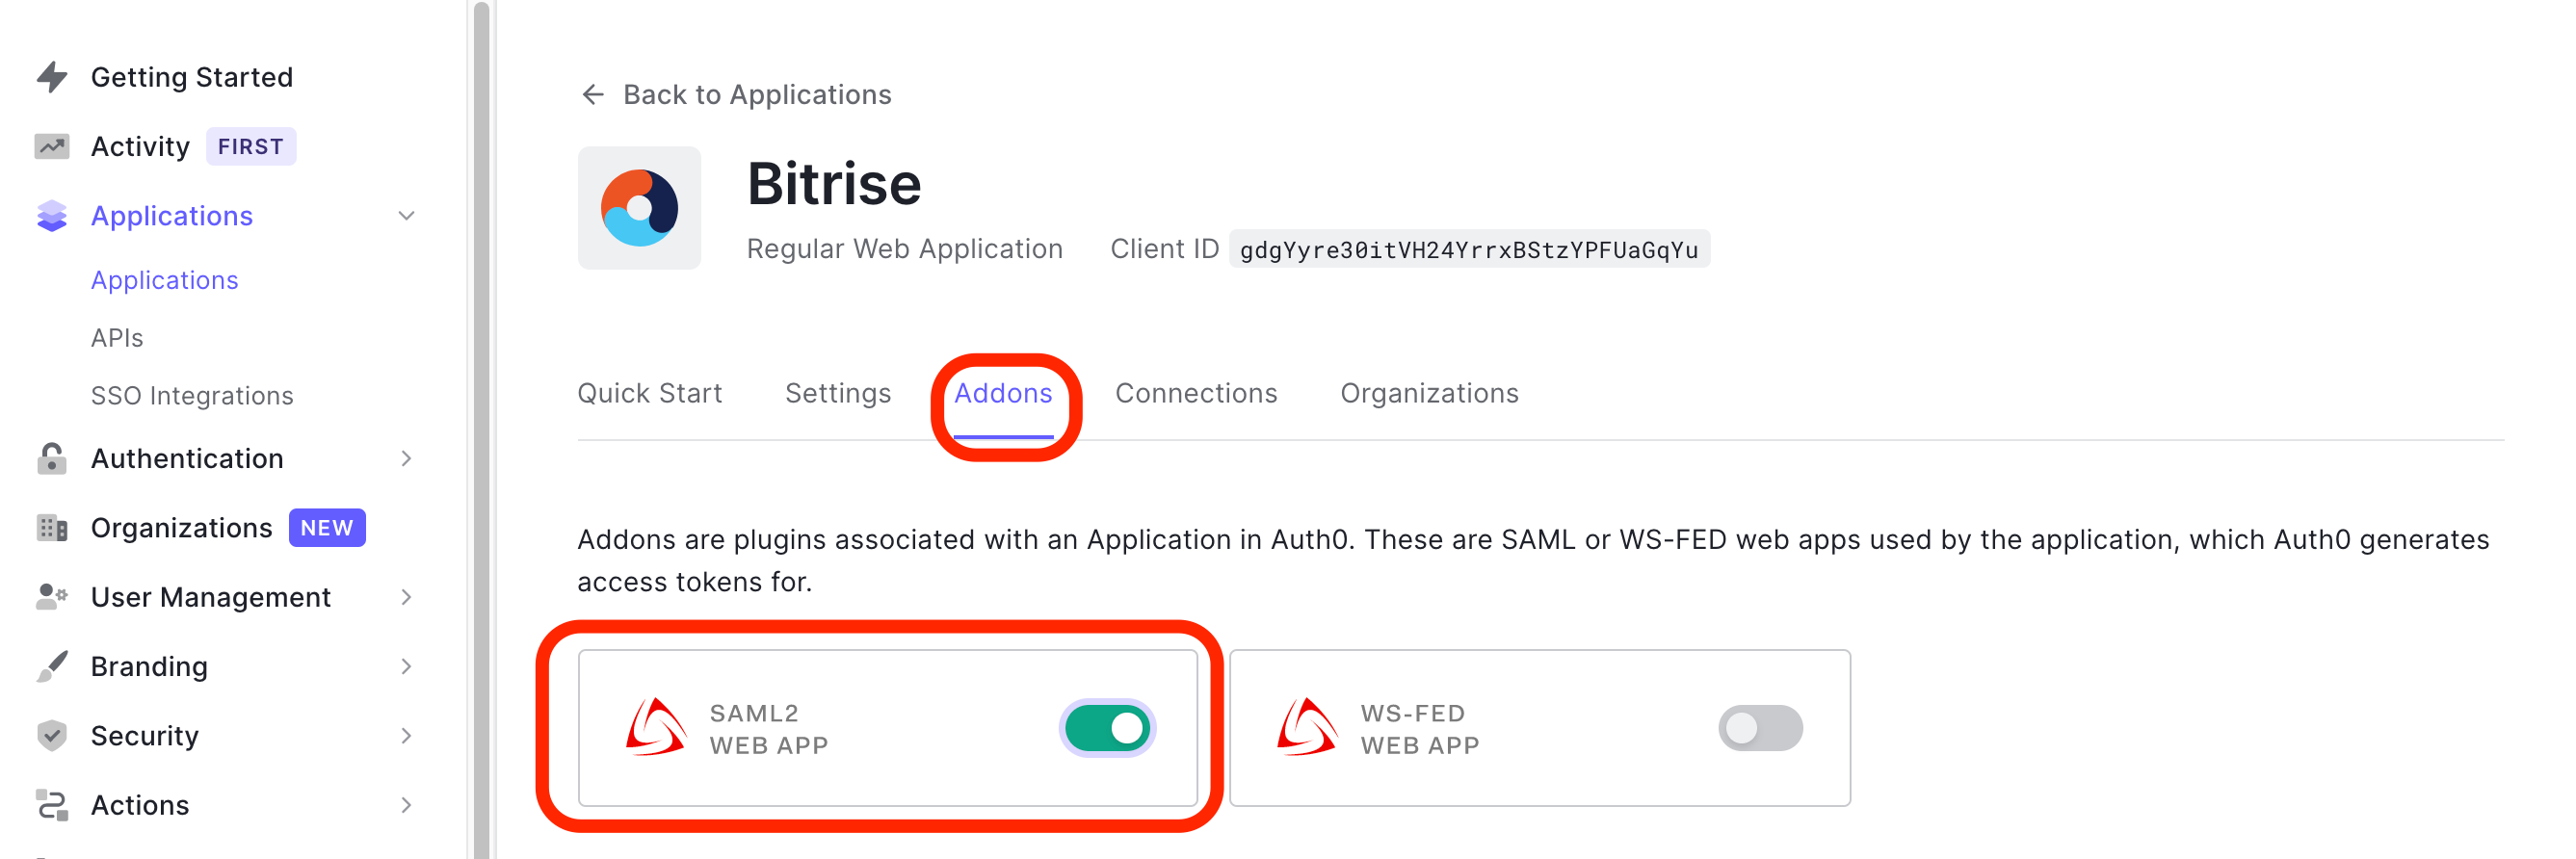 Getting Started
Activity FIRST
Applications
Applications
APIs
SSO Integrations
Authentication
Organizations NEW
User Management
Branding
Security
Actions
Back to Applications
Bitrise
Regular Web Application Client ID gdgYyre30itVH24YrrxBStzYPFUaGqYu
Quick Start Settings Addons Connections Organizations
Addons are plugins associated with an Application in Auth0. These are SAML or WS-FED web apps used by the application, which Auth0 generates
access tokens for.
SAML2
WEB APP
WS-FED
WEB APP